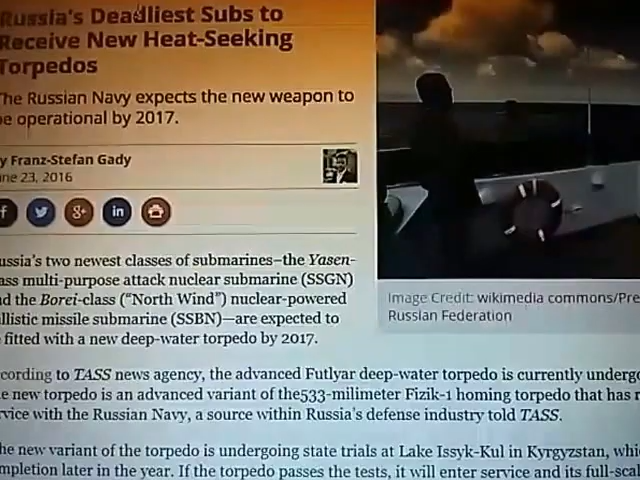 Russia's Deadliest Subs to
Receive New Heat-Seeking
Torpedos
The Russian Navy expects the new weapon to
be operational by 2017.
y Franz-Stefan Gady
une 23, 2016
f
g+
in
ussia's two newest classes of submarines—the Yasen-
ass multi-purpose attack nuclear submarine (SSGN)
nd the Borei-class ("North Wind") nuclear-powered
llistic missile submarine (SSBN)—are expected to
fitted with a new deep-water torpedo by 2017.
Image Credit: wikimedia commons/Pre
Russian Federation
cording to TASS news agency, the advanced Futlyar deep-water torpedo is currently undergo
e new torpedo is an advanced variant of the533-milimeter Fizik-1 homing torpedo that has r
rvice with the Russian Navy, a source within Russia's defense industry told TASS.
he new variant of the torpedo is undergoing state trials at Lake Issyk-Kul in Kyrgyzstan, whic
mpletion later in the year. If the torpedo passes the tests, it will enter service and its full-scal